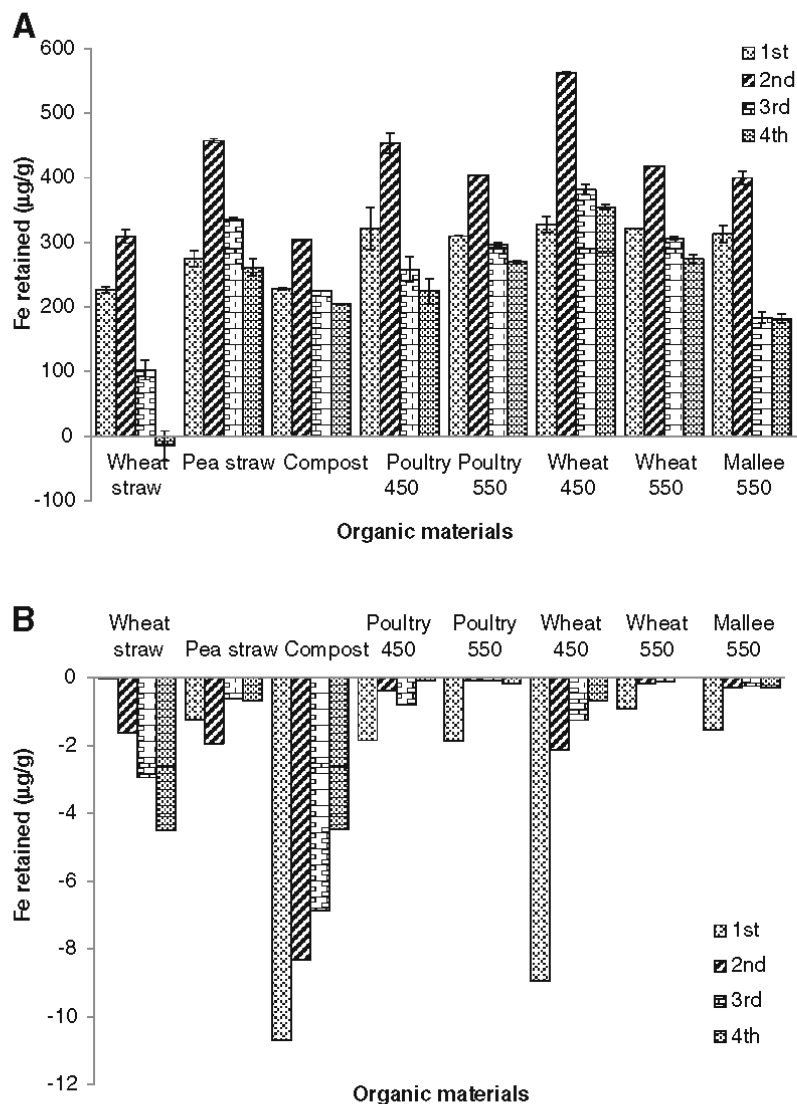 A
600
500
400
300
200
100
0
-100
Fe retained (µg/g)
1st
2nd
3rd
4th
Wheat straw
Pea straw
Compost
Poultry 450
Poultry 550
Wheat 450
Wheat 550
Mallee 550
Organic materials
B
Wheat straw
Pea straw
Compost
Poultry 450
Poultry 550
Wheat 450
Wheat 550
Mallee 550
0
-2
-4
-6
-8
-10
-12
Fe retained (µg/g)
1st
2nd
3rd
4th
Organic materials